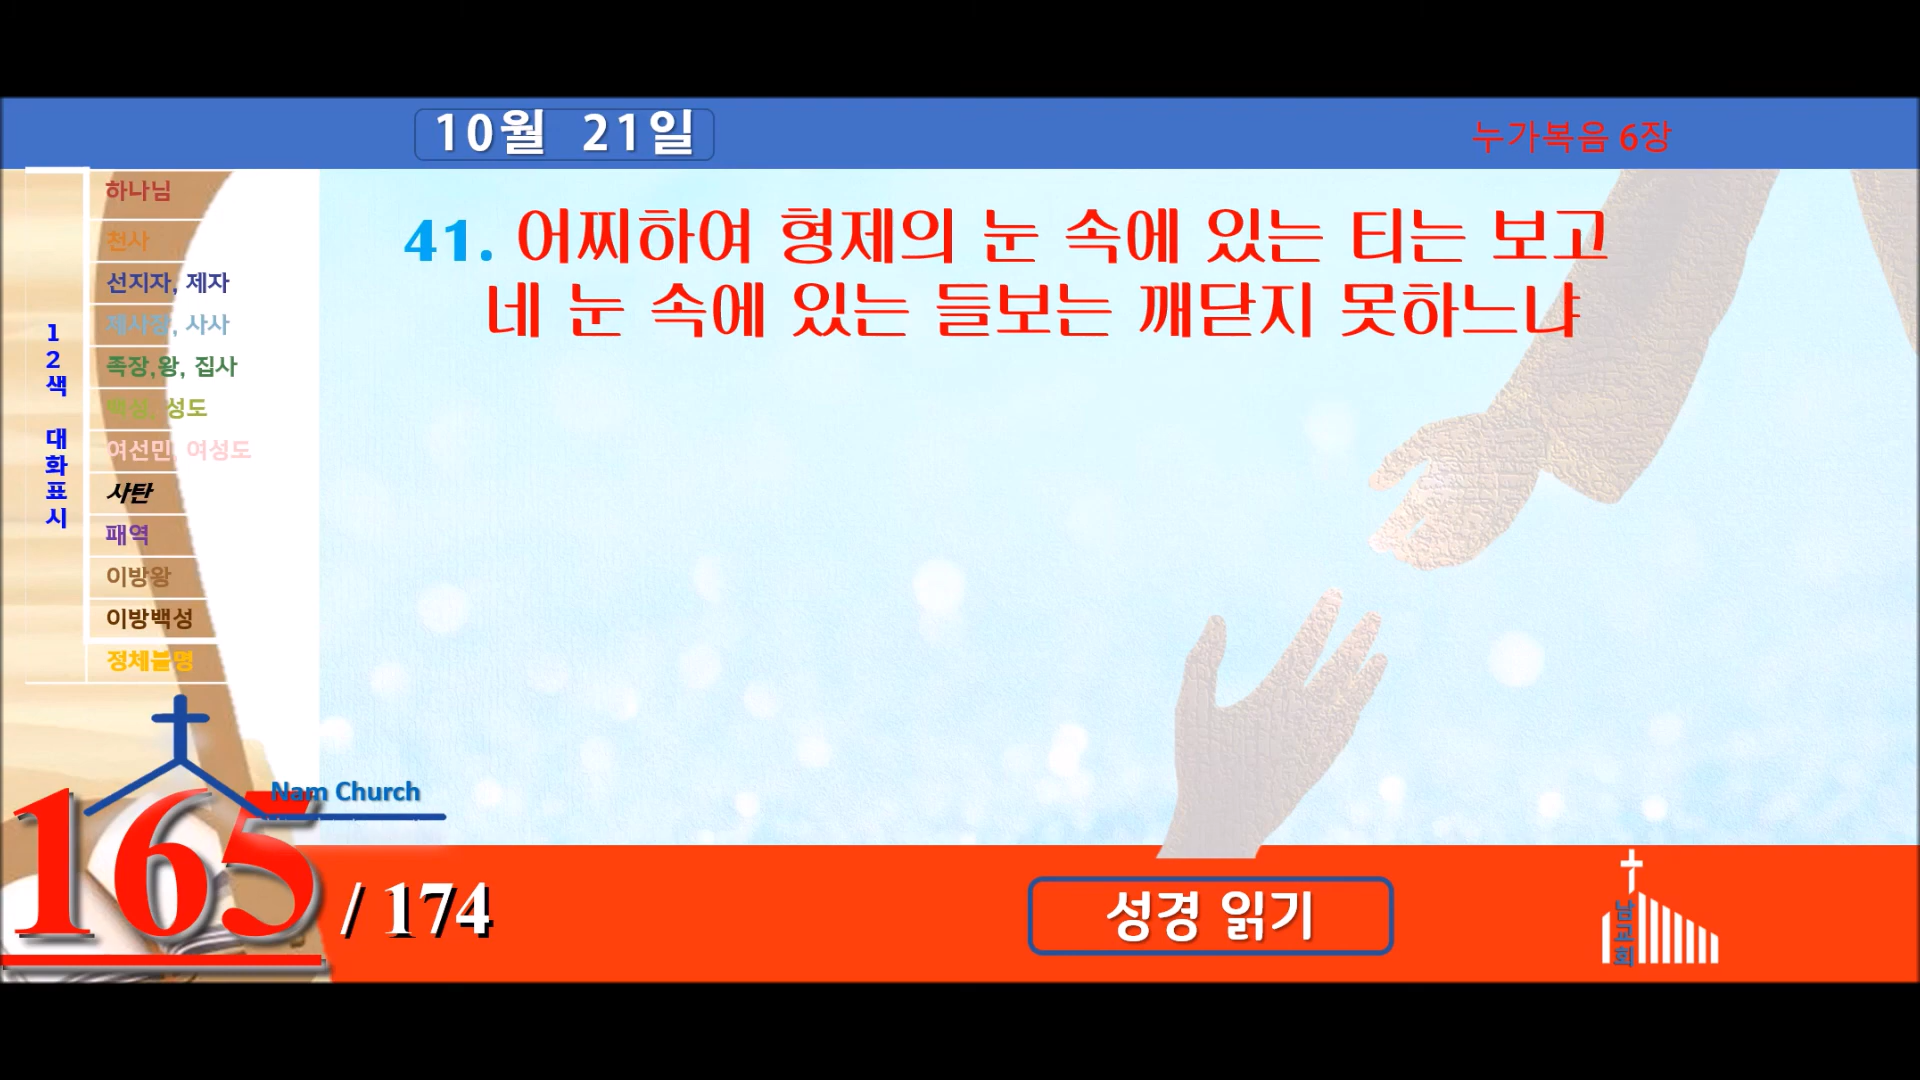 10월 21일
누가복음 6장
12색 대화표시
하나님
천사
선지자, 제자
제사장, 사사
족장,왕, 집사
백성, 성도
여선민, 여성도
사탄
패역
이방왕
이방백성
정체불명
41. 어찌하여 형제의 눈 속에 있는 티는 보고
네 눈 속에 있는 들보는 깨닫지 못하느냐
Nam Church
165 / 174
성경 읽기
남교회